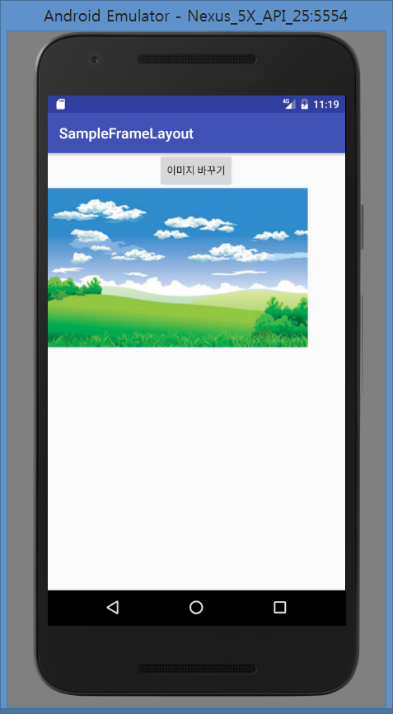 Android Emulator - Nexus_5X_API_25:5554
4G 11:19
SampleFrameLayout
이미지 바꾸기